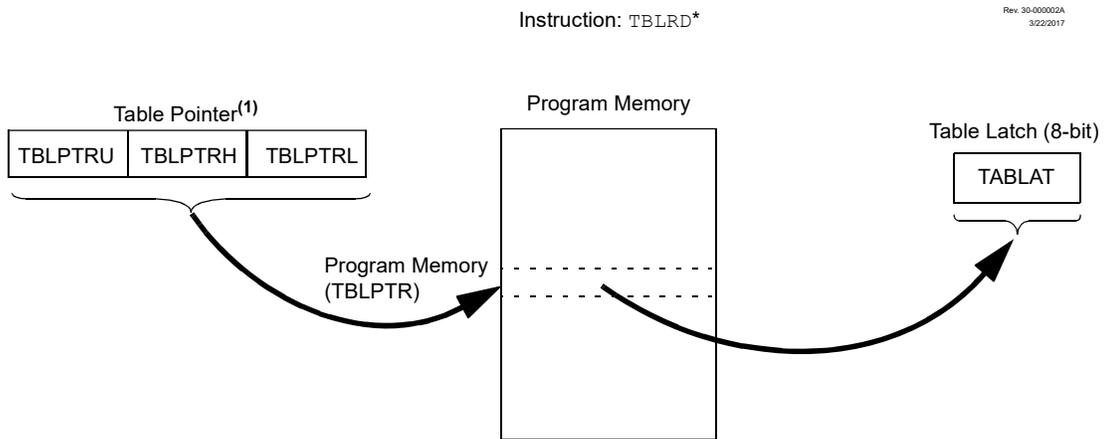 Instruction: TBLRD*
Rev. 30-000002A
3/22/2017
Table Pointer(1)
TBLPTRU TBLPTRH TBLPTRL
Program Memory
Table Latch (8-bit)
TABLAT
Program Memory
(TBLPTR)